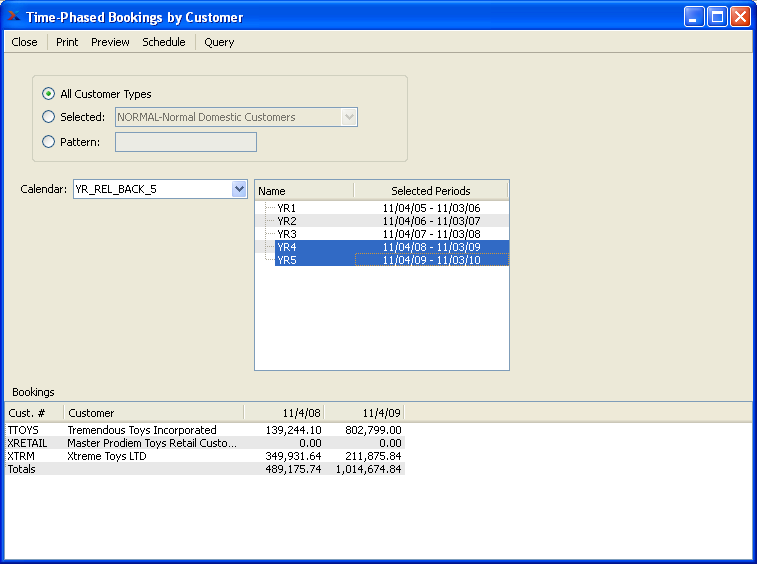 Time-Phased Bookings by Customer
Close Print Preview Schedule Query
All Customer Types
Selected: NORMAL-Normal Domestic Customers
Pattern:
Calendar: YR_REL_BACK_5
Name Selected Periods
YR1 11/04/05 - 11/03/06
YR2 11/04/06 - 11/03/07
YR3 11/04/07 - 11/03/08
YR4 11/04/08 - 11/03/09
YR5 11/04/09 - 11/03/10
Bookings
Cust. # Customer 11/4/08 11/4/09
TTOYS Tremendous Toys Incorporated 139,244.10 802,799.00
XRETAIL Master Prodiem Toys Retail Custo... 0.00 0.00
XTRM Xtreme Toys LTD 349,931.64 211,875.84
Totals 489,175.74 1,014,674.84